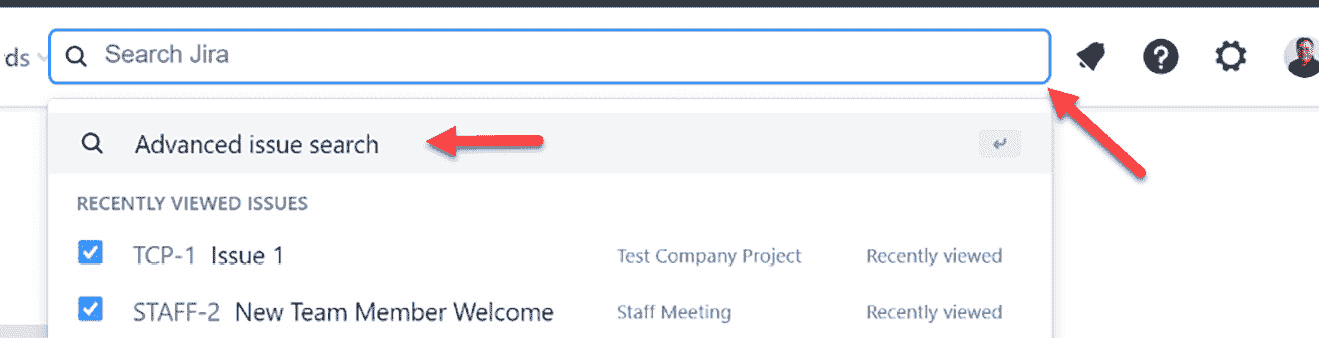 ds
Search Jira
Advanced issue search
RECENTLY VIEWED ISSUES
TCP-1 Issue 1 Test Company Project Recently viewed
STAFF-2 New Team Member Welcome Staff Meeting Recently viewed